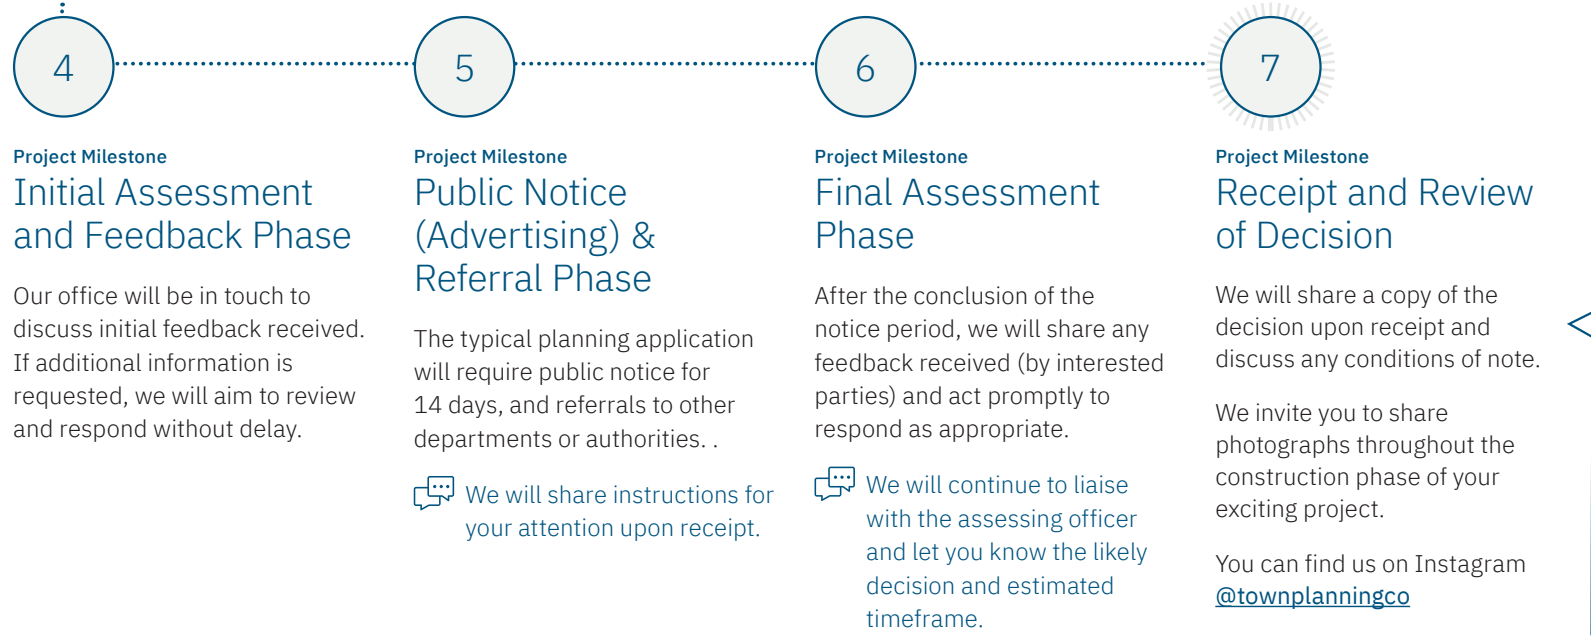 4
Project Milestone
Initial Assessment
and Feedback Phase
Our office will be in touch to
discuss initial feedback received.
If additional information is
requested, we will aim to review
and respond without delay.
5
Project Milestone
Public Notice
(Advertising) &
Referral Phase
The typical planning application
will require public notice for
14 days, and referrals to other
departments or authorities. .
We will share instructions for
your attention upon receipt.
6
Project Milestone
Final Assessment
Phase
After the conclusion of the
notice period, we will share any
feedback received (by interested
parties) and act promptly to
respond as appropriate.
We will continue to liaise
with the assessing officer
and let you know the likely
decision and estimated
timeframe.
7
Project Milestone
Receipt and Review
of Decision
We will share a copy of the
decision upon receipt and
discuss any conditions of note.
We invite you to share
photographs throughout the
construction phase of your
exciting project.
You can find us on Instagram
@townplanningco